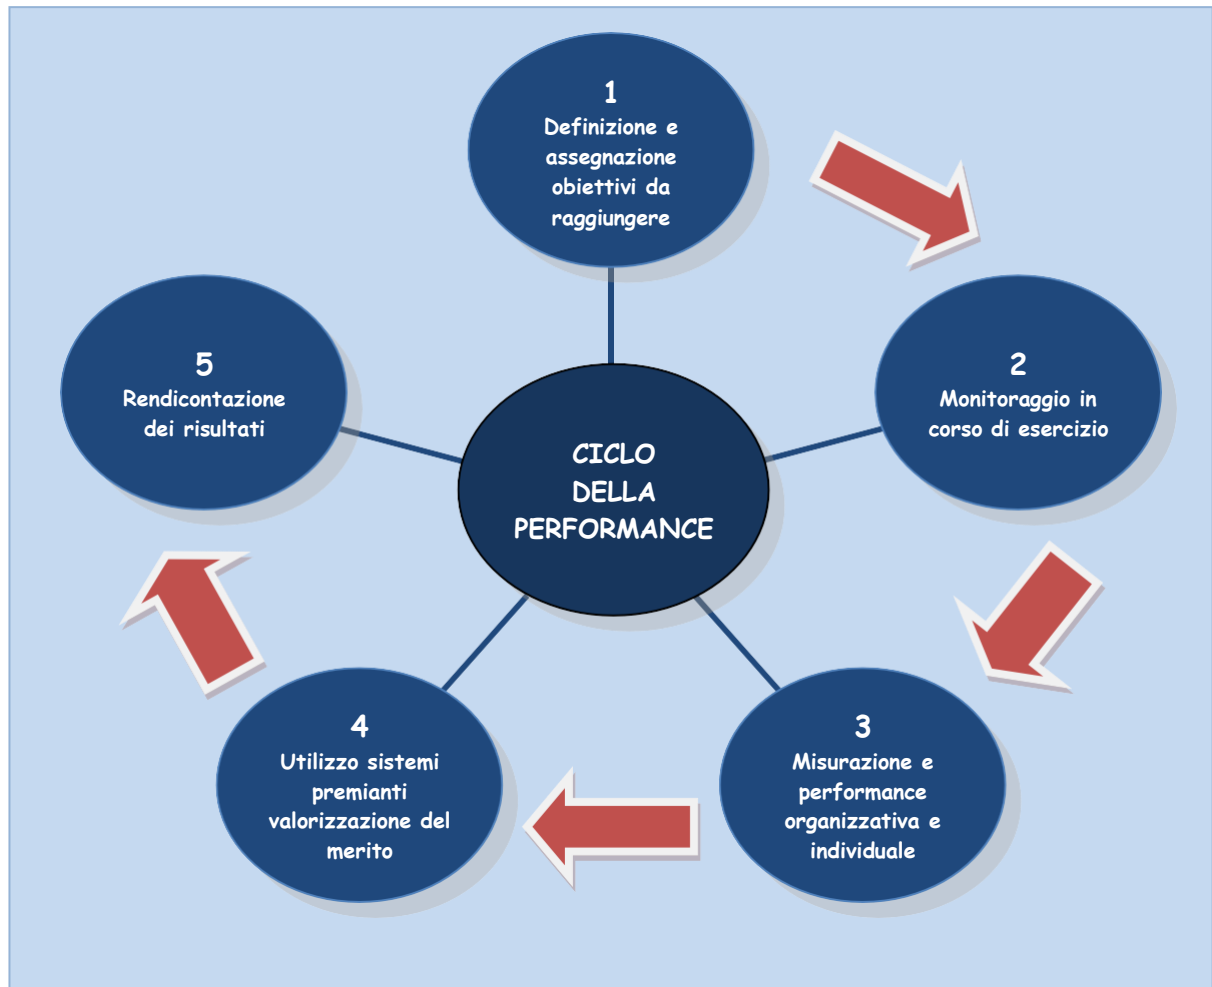 1
Definizione e
assegnazione
obiettivi da
raggiungere
2
Monitoraggio in
corso di esercizio
3
Misurazione e
performance
organizzativa e
individuale
4
Utilizzo sistemi
premianti
valorizzazione del
merito
5
Rendicontazione
dei risultati
CICLO
DELLA
PERFORMANCE